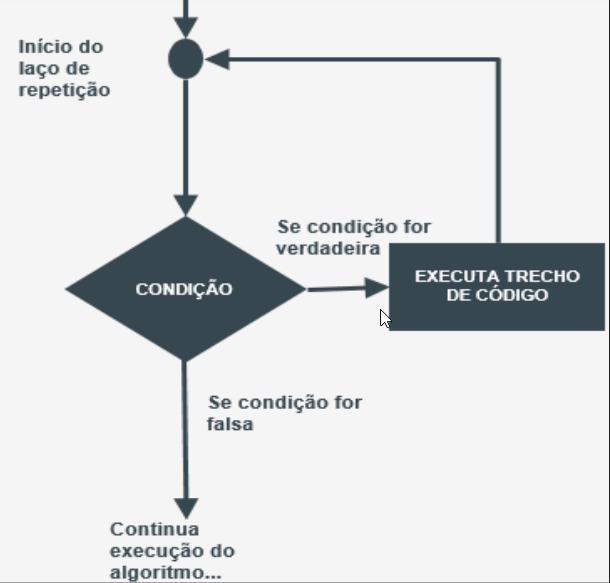 Início do
laço de
repetição
Se condição for
verdadeira
CONDIÇÃO
EXECUTA TRECHO
DE CÓDIGO
Se condição for
falsa
Continua
execução do
algoritmo...